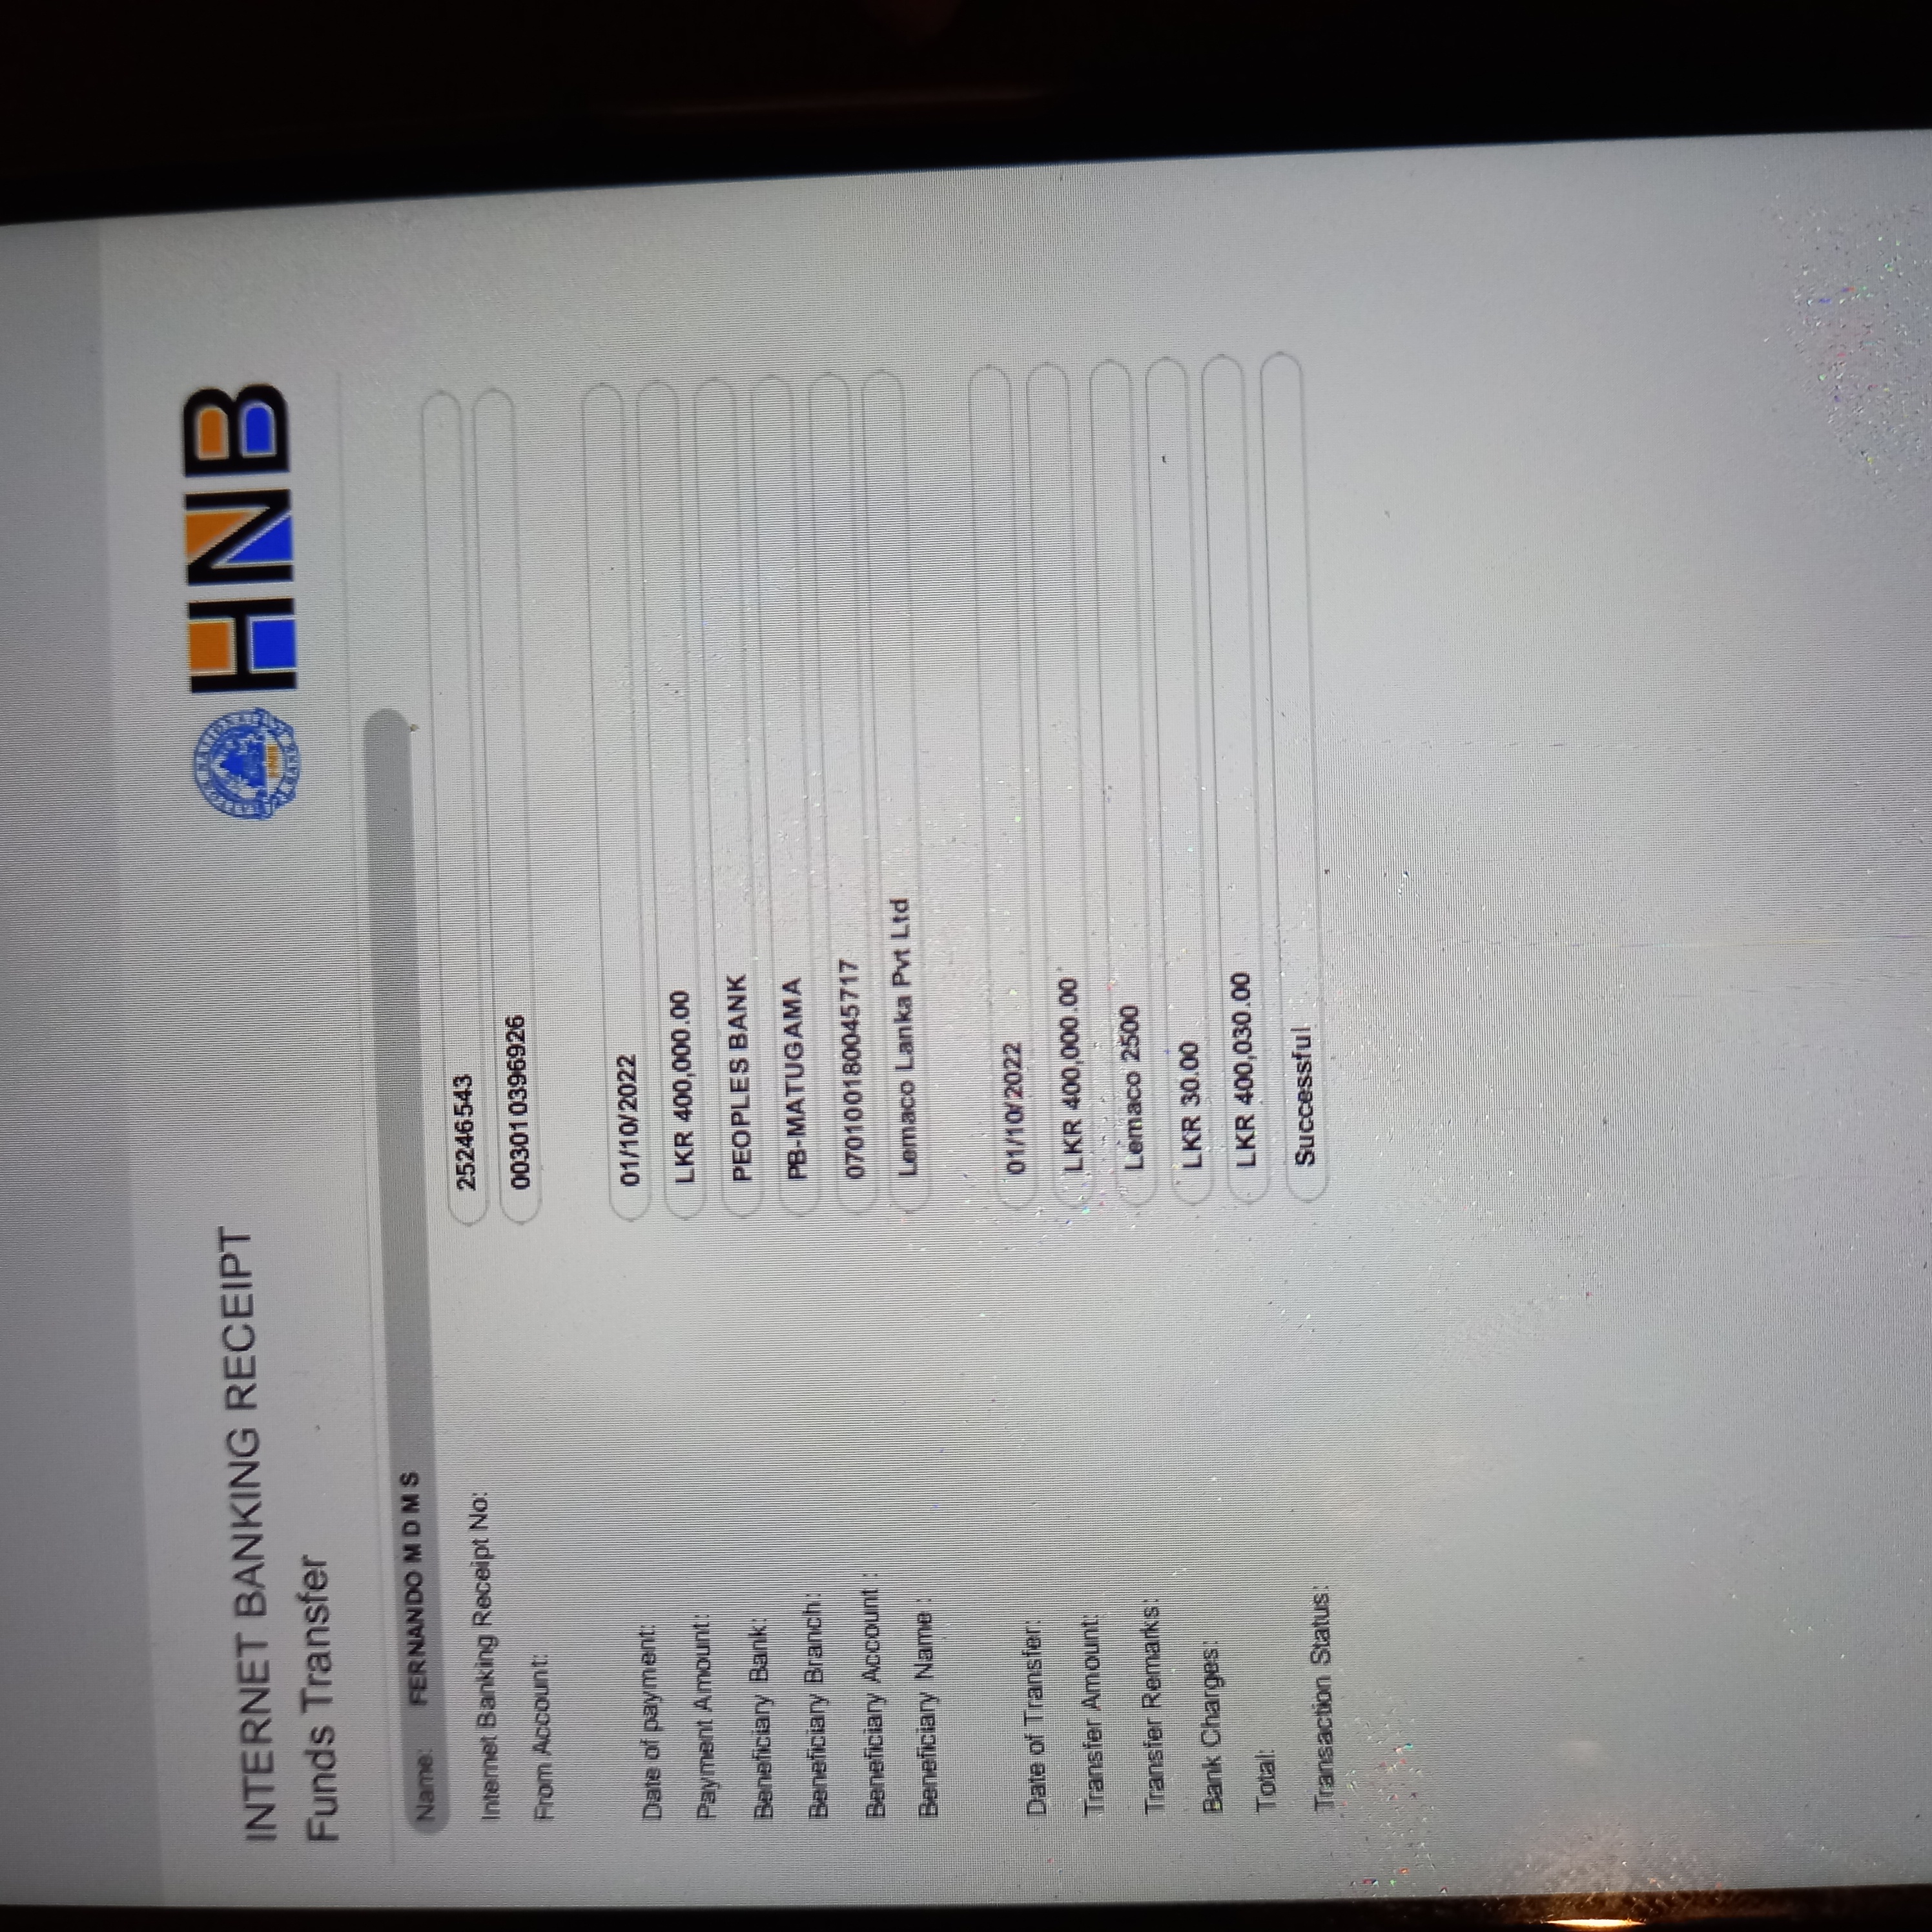 INTERNET BANKING RECEIPT
HNB
Funds Transfer
Name: FERNANDO M D M S
Internet Banking Receipt No: 25246543
From Account: 003010396926
Date of payment: 01/10/2022
Payment Amount: LKR 400,000.00
Beneficiary Bank: PEOPLES BANK
Beneficiary Branch: PB-MATUGAMA
Beneficiary Account : 070100180045717
Beneficiary Name : Lemaco Lanka Pvt Ltd
Date of Transfer: 01/10/2022
Transfer Amount: LKR 400,000.00
Transfer Remarks: Lemaco 2500
Bank Charges: LKR 30.00
Total: LKR 400,030.00
Transaction Status: Successful